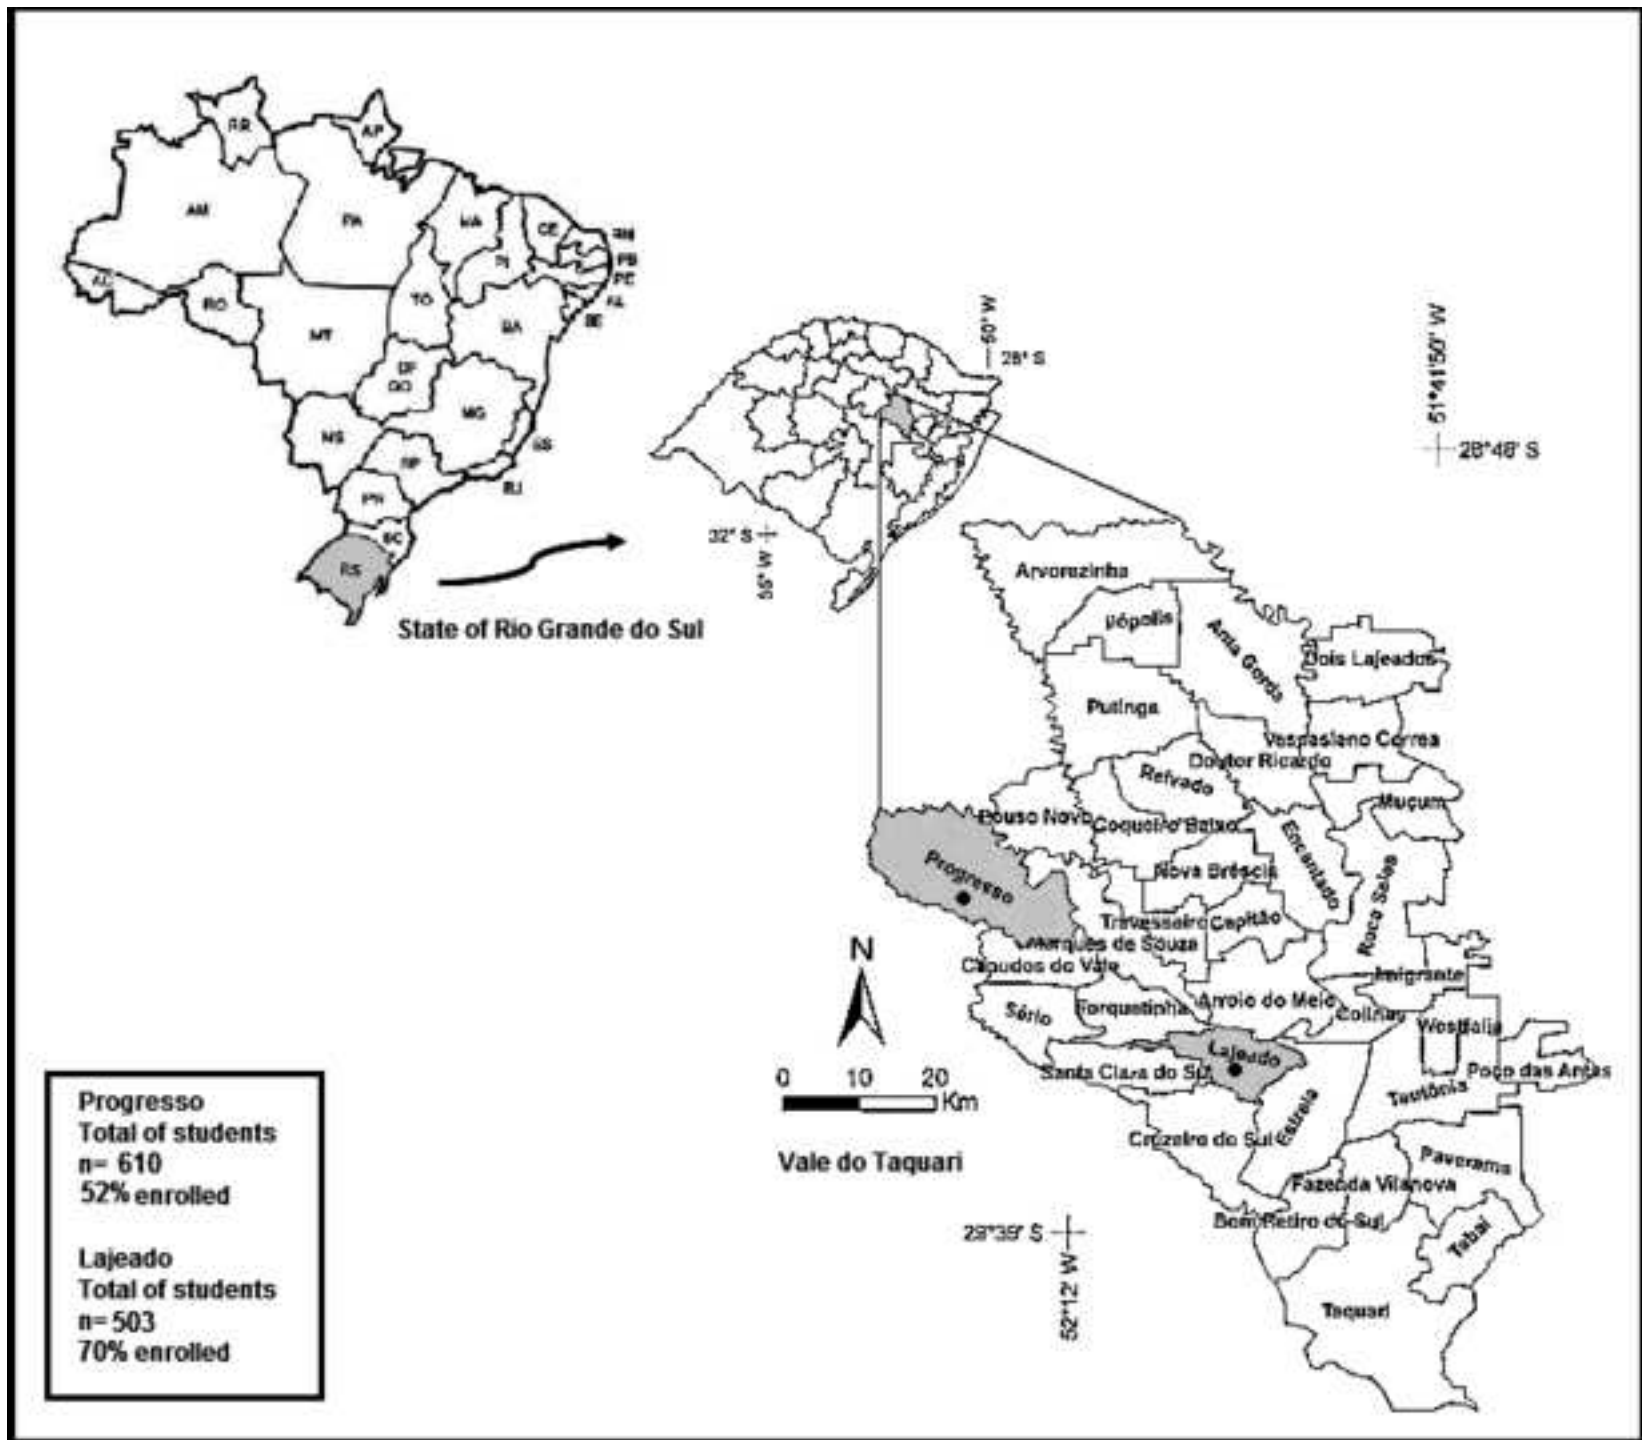 RR
AP
AM
PA
MA
CE
RN
PB
PE
PI
AC
RO
TO
SE
MT
BA
DF
GO
MG
MS
ES
SP
RJ
PR
SC
RS
State of Rio Grande do Sul
50° W
28° S
32° S
51°41'50" W
28°48' S
Arvorezinha
Ilópolis
Anta Gorda
Dois Lajeados
Putinga
Vespasiano Correa
Doutor Ricardo
Relvado
Muçum
Pouso Novo
Coqueiro Baixo
Encantado
Progresso
Nova Bréscia
Roca Sales
Travesseiro
Capitão
Marques de Souza
Canudos do Vale
Imigrante
Sério
Forquetinha
Arroio do Meio
Colinas
Westfalia
Lajeado
Santa Clara do Sul
Poço das Antas
Teutônia
Estrela
Cruzeiro do Sul
Paverama
Fazenda Vilanova
Bom Retiro do Sul
Tabaí
Taquari
N
0 10 20
Km
Vale do Taquari
29°39' S
52°12' W
Progresso
Total of students
n= 610
52% enrolled
Lajeado
Total of students
n= 503
70% enrolled